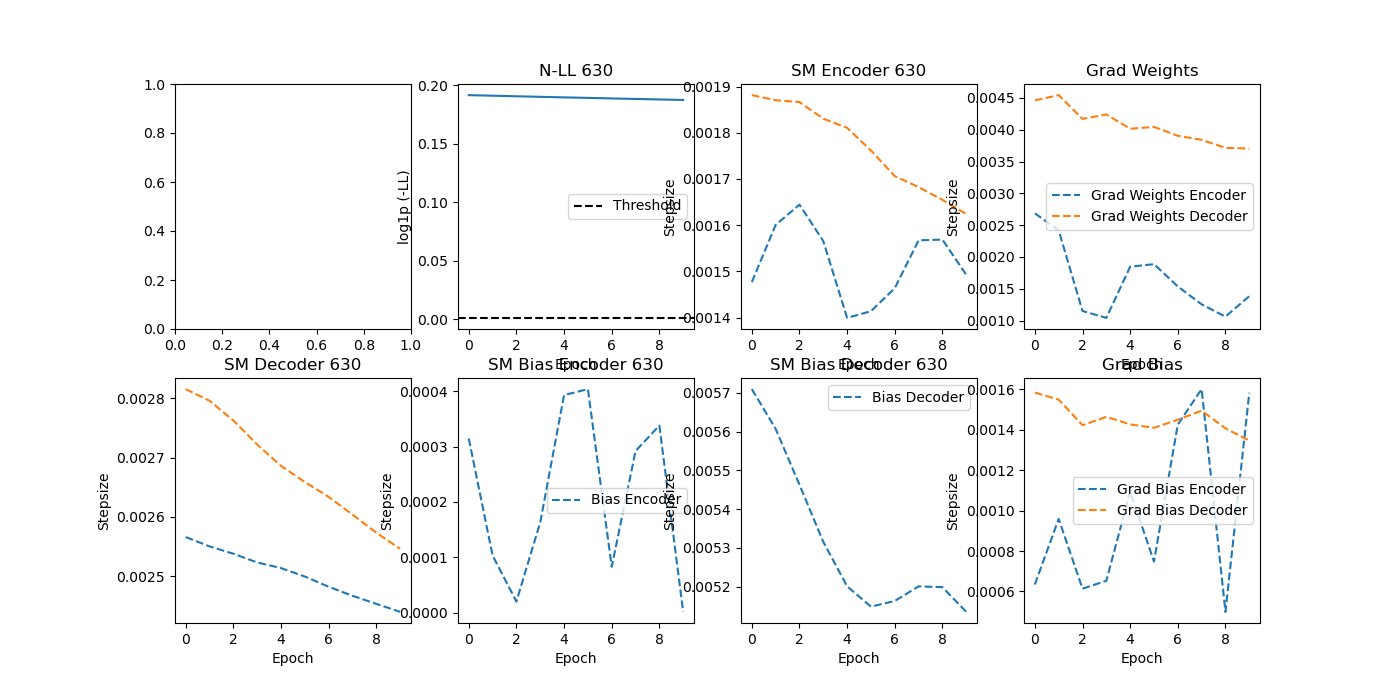 N-LL 630
SM Encoder 630
Grad Weights
1.0
0.8
0.6
0.4
0.2
0.0
0.0 0.2 0.4 0.6 0.8 1.0
0.20
0.15
0.10
0.05
0.00
log1p (-LL)
Threshold
0 2 4 6 8
Epoch
0.0019
0.0018
0.0017
0.0016
0.0015
0.0014
Stepsize
0 2 4 6 8
Epoch
0.0045
0.0040
0.0035
0.0030
0.0025
0.0020
0.0015
0.0010
Stepsize
Grad Weights Encoder
Grad Weights Decoder
0 2 4 6 8
Epoch
SM Decoder 630
SM Bias Encoder 630
SM Bias Decoder 630
Grad Bias
0.0028
0.0027
0.0026
0.0025
Stepsize
0 2 4 6 8
Epoch
0.0004
0.0003
0.0002
0.0001
0.0000
Stepsize
Bias Encoder
0 2 4 6 8
Epoch
0.0057
0.0056
0.0055
0.0054
0.0053
0.0052
Stepsize
Bias Decoder
0 2 4 6 8
Epoch
0.0016
0.0014
0.0012
0.0010
0.0008
0.0006
Stepsize
Grad Bias Encoder
Grad Bias Decoder
0 2 4 6 8
Epoch